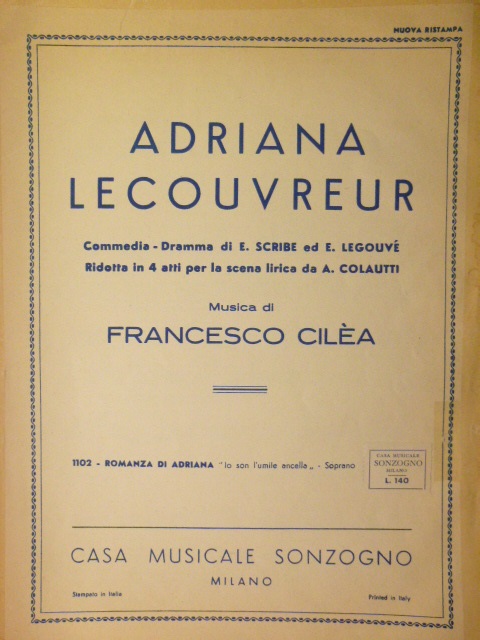 NUOVA RISTAMPA
ADRIANA
LECOUVREUR
Commedia - Dramma di E. SCRIBE ed E. LEGOUVÉ
Ridotta in 4 atti per la scena lirica da A. COLAUTTI
Musica di
FRANCESCO CILÈA
1102 - ROMANZA DI ADRIANA "Io son l'umile ancella„ - Soprano
CASA MUSICALE
SONZOGNO
MILANO
L. 140
CASA MUSICALE SONZOGNO
MILANO
Stampato in Italia
Printed in Italy